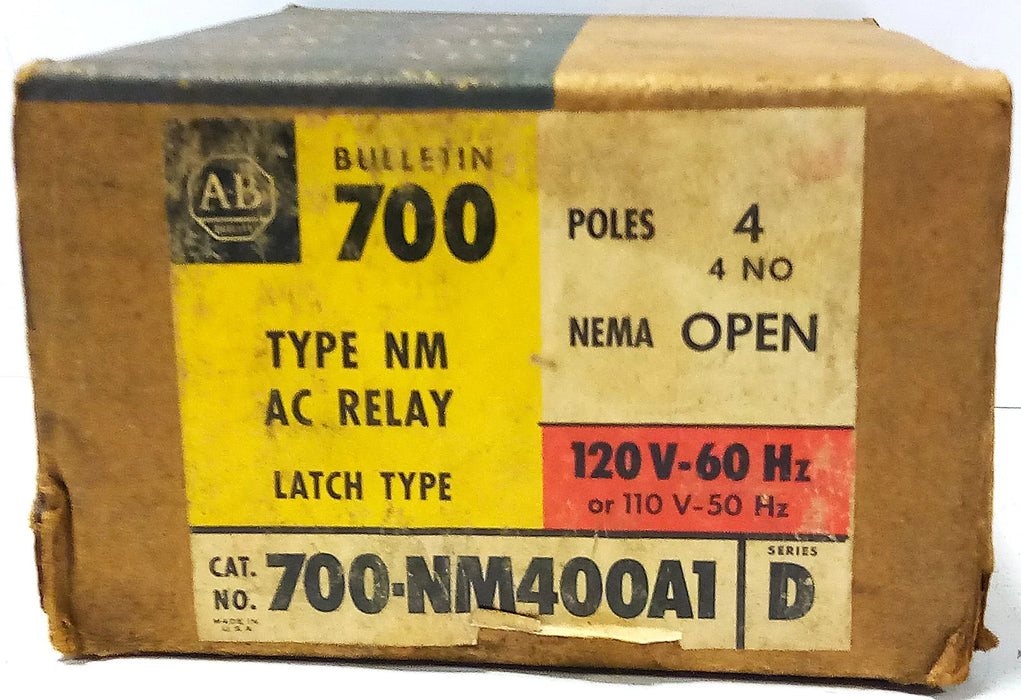 A-B
QUALITY
BULLETIN
700
TYPE NM
AC RELAY
LATCH TYPE
POLES 4
4 NO
NEMA OPEN
120 V-60 Hz
or 110 V-50 Hz
CAT. NO. 700-NM400A1
MADE IN
U.S.A
SERIES
D